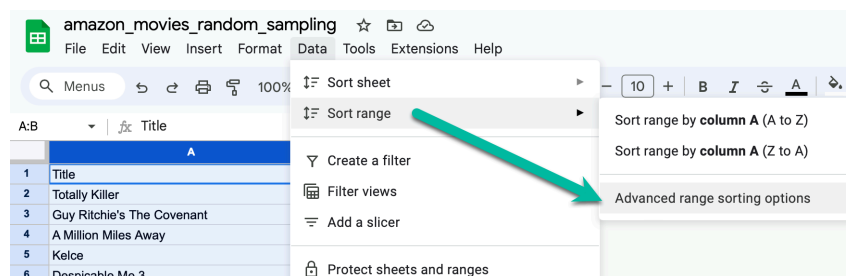 amazon_movies_random_sampling
File Edit View Insert Format Data Tools Extensions Help
Menus 100% 10 + B I A
Sort sheet
Sort range
A:B fx Title
Sort range by column A (A to Z)
Sort range by column A (Z to A)
Advanced range sorting options
Create a filter
Filter views
Add a slicer
Protect sheets and ranges
A
1 Title
2 Totally Killer
3 Guy Ritchie's The Covenant
4 A Million Miles Away
5 Kelce
6 Despicable Me 3